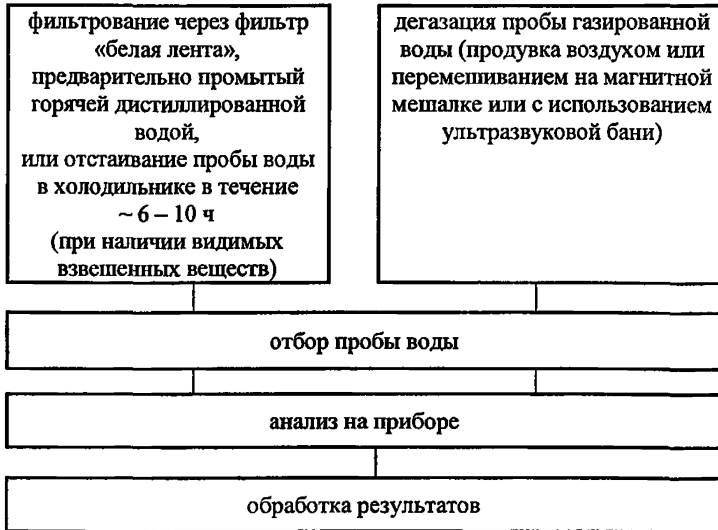 фильтрование через фильтр
«белая лента»,
предварительно промытый
горячей дистиллированной
водой,
или отстаивание пробы воды
в холодильнике в течение
~ 6 – 10 ч
(при наличии видимых
взвешенных веществ)
дегазация пробы газированной
воды (продувка воздухом или
перемешиванием на магнитной
мешалке или с использованием
ультразвуковой бани)
отбор пробы воды
анализ на приборе
обработка результатов